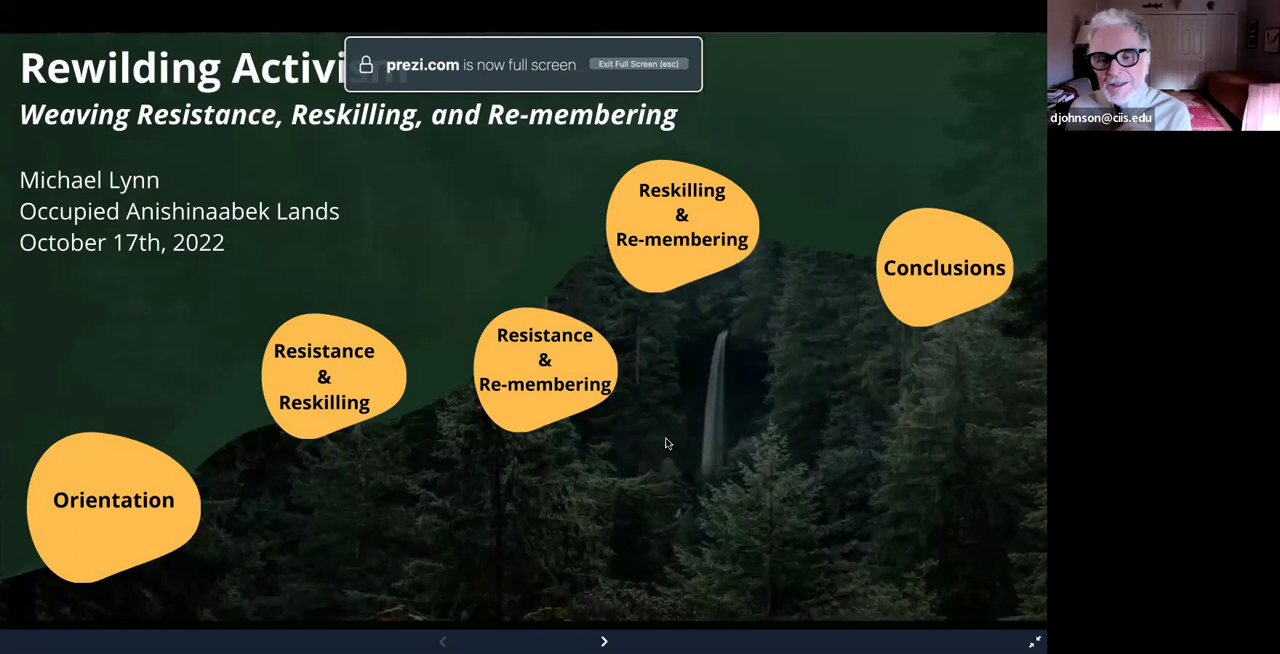 Rewilding Activi
prezi.com is now full screen
Exit Full Screen (esc)
Weaving Resistance, Reskilling, and Re-membering
Michael Lynn
Occupied Anishinaabek Lands
October 17th, 2022
Orientation
Resistance
&
Reskilling
Resistance
&
Re-membering
Reskilling
&
Re-membering
Conclusions
djohnson@ciis.edu